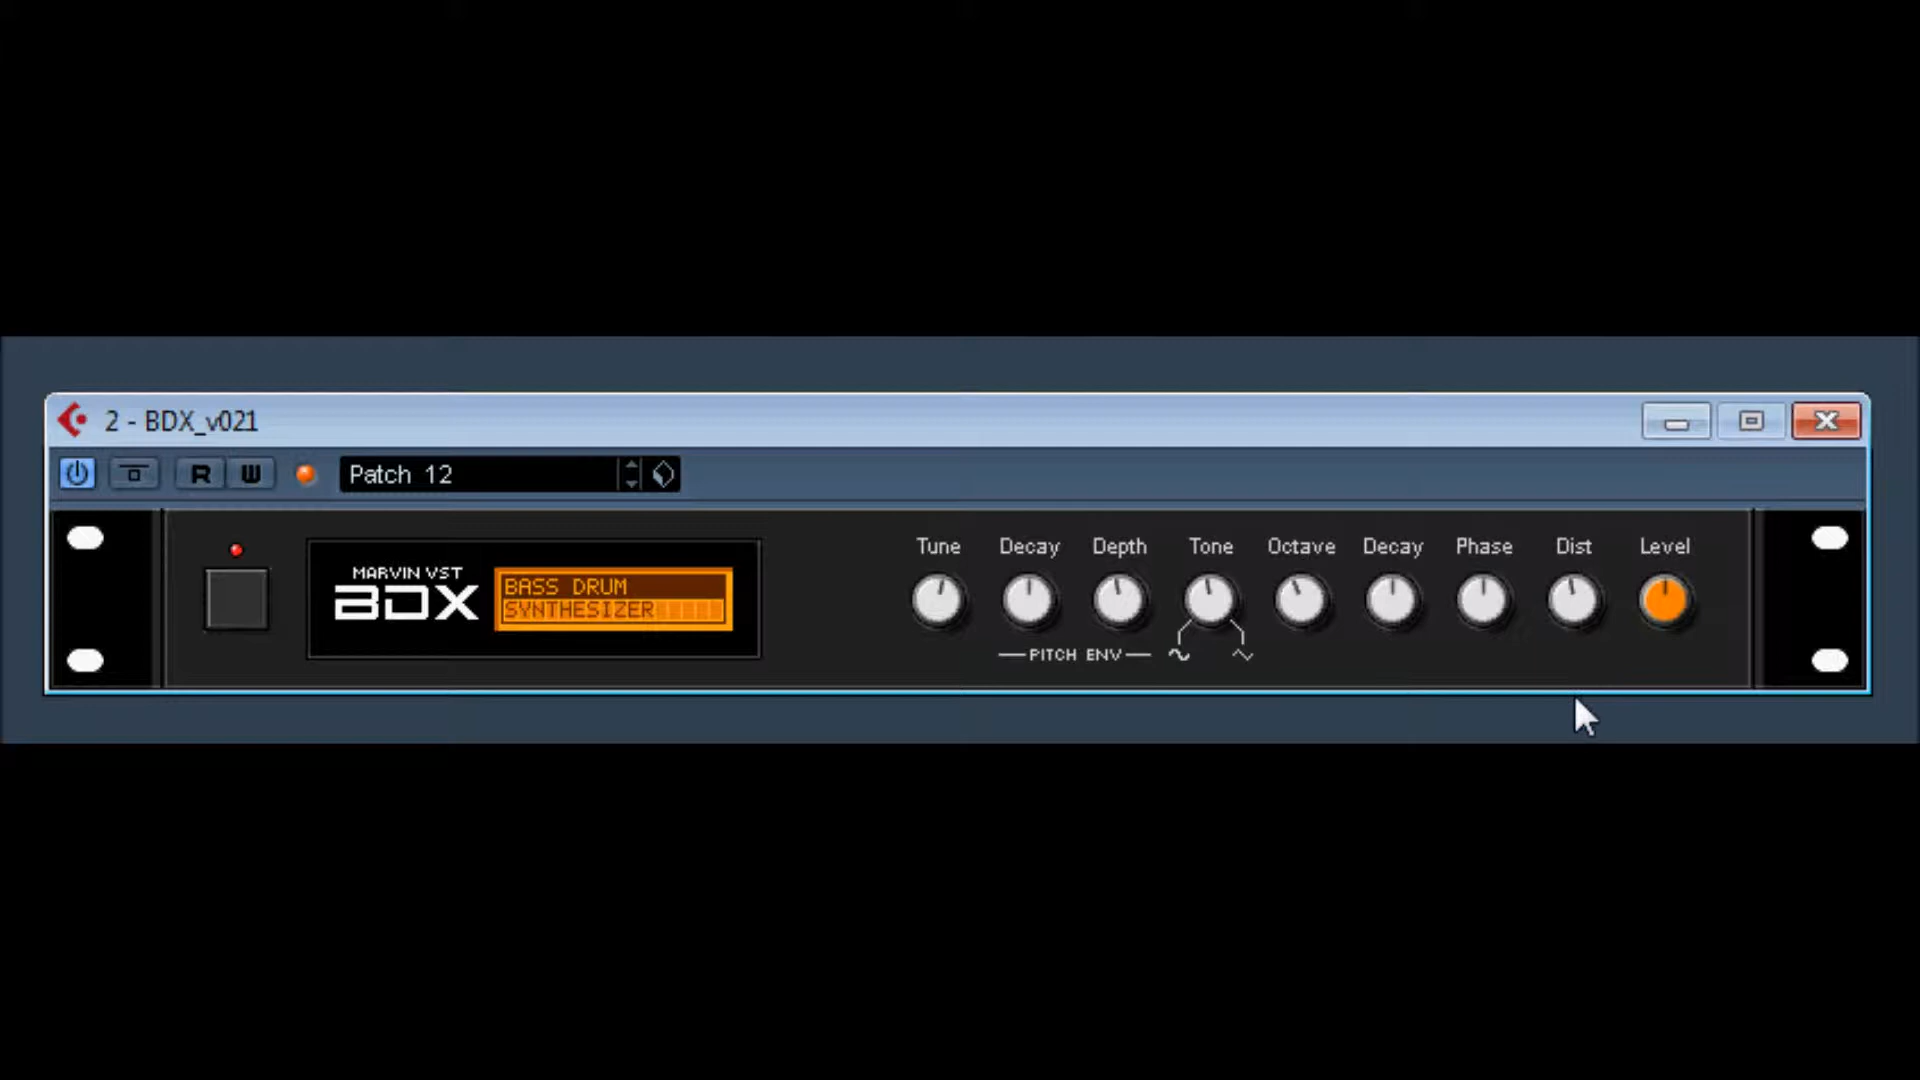 2 - BDX_v021
R W Patch 12
MARVIN VST
BDX
BASS DRUM
SYNTHESIZER
Tune Decay Depth Tone Octave Decay Phase Dist Level
PITCH ENV